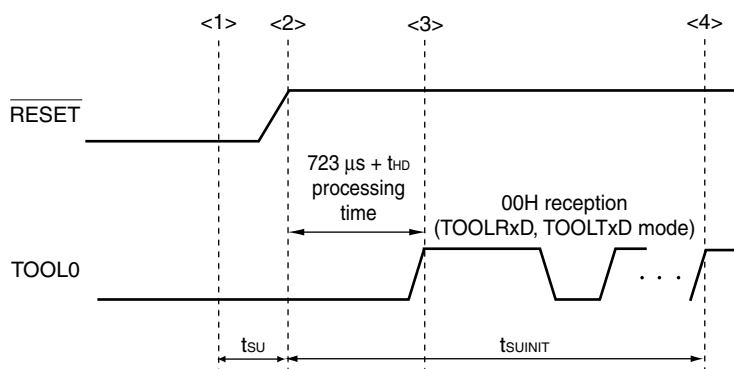 <1> <2> <3> <4>
RESET
723 µs + tHD
processing
time
00H reception
(TOOLRxD, TOOLTxD mode)
TOOL0
. . .
tSU tSUINIT